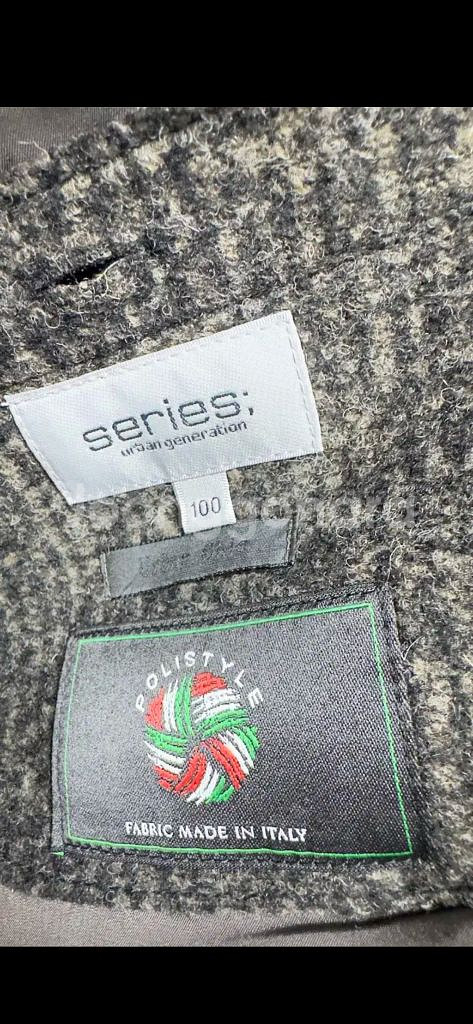 series;
urban generation
100
POLISTYLE
FABRIC MADE IN ITALY